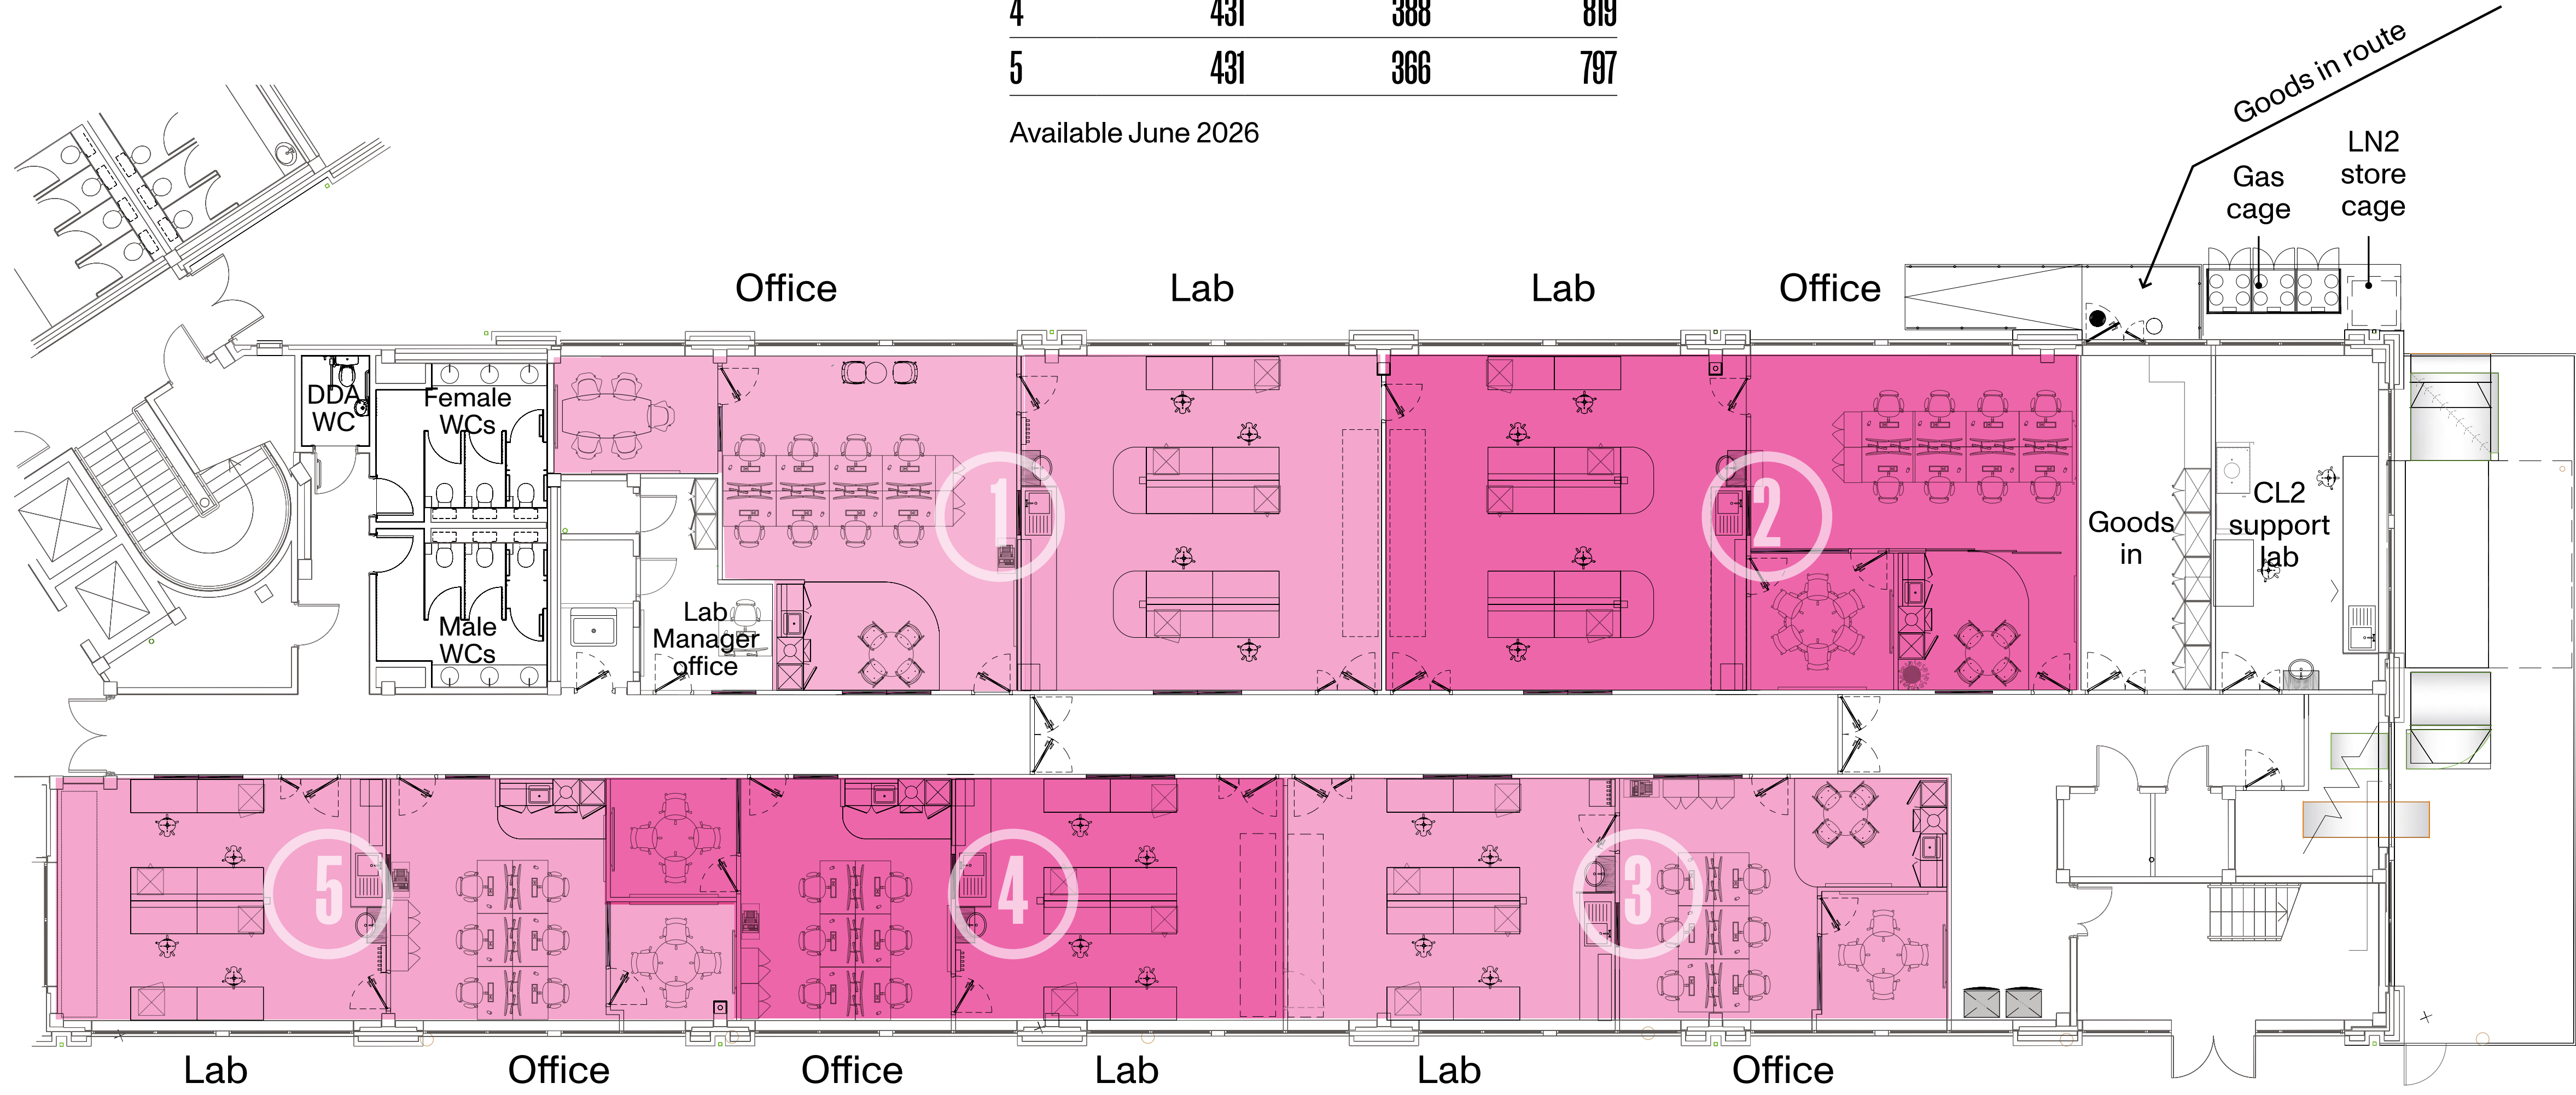 4 431 388 819
5 431 366 797
Available June 2026
Goods in route
LN2
store
cage
Gas
cage
Office Lab Lab Office
DDA
WC
Female
WCs
1
2
Goods
in
CL2
support
lab
Male
WCs
Lab
Manager
office
5
4
3
Lab Office Office Lab Lab Office